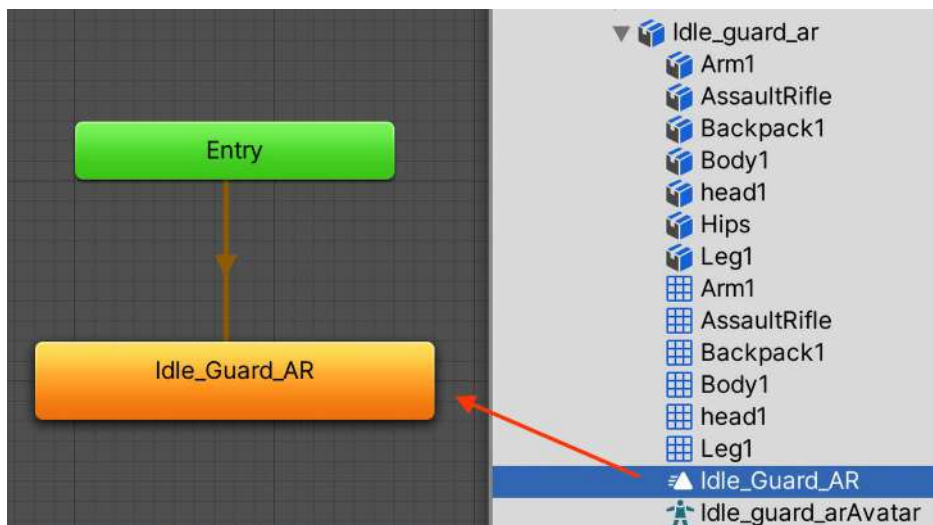 Entry
Idle_Guard_AR
Idle_guard_ar
Arm1
AssaultRifle
Backpack1
Body1
head1
Hips
Leg1
Arm1
AssaultRifle
Backpack1
Body1
head1
Leg1
Idle_Guard_AR
Idle_guard_arAvatar